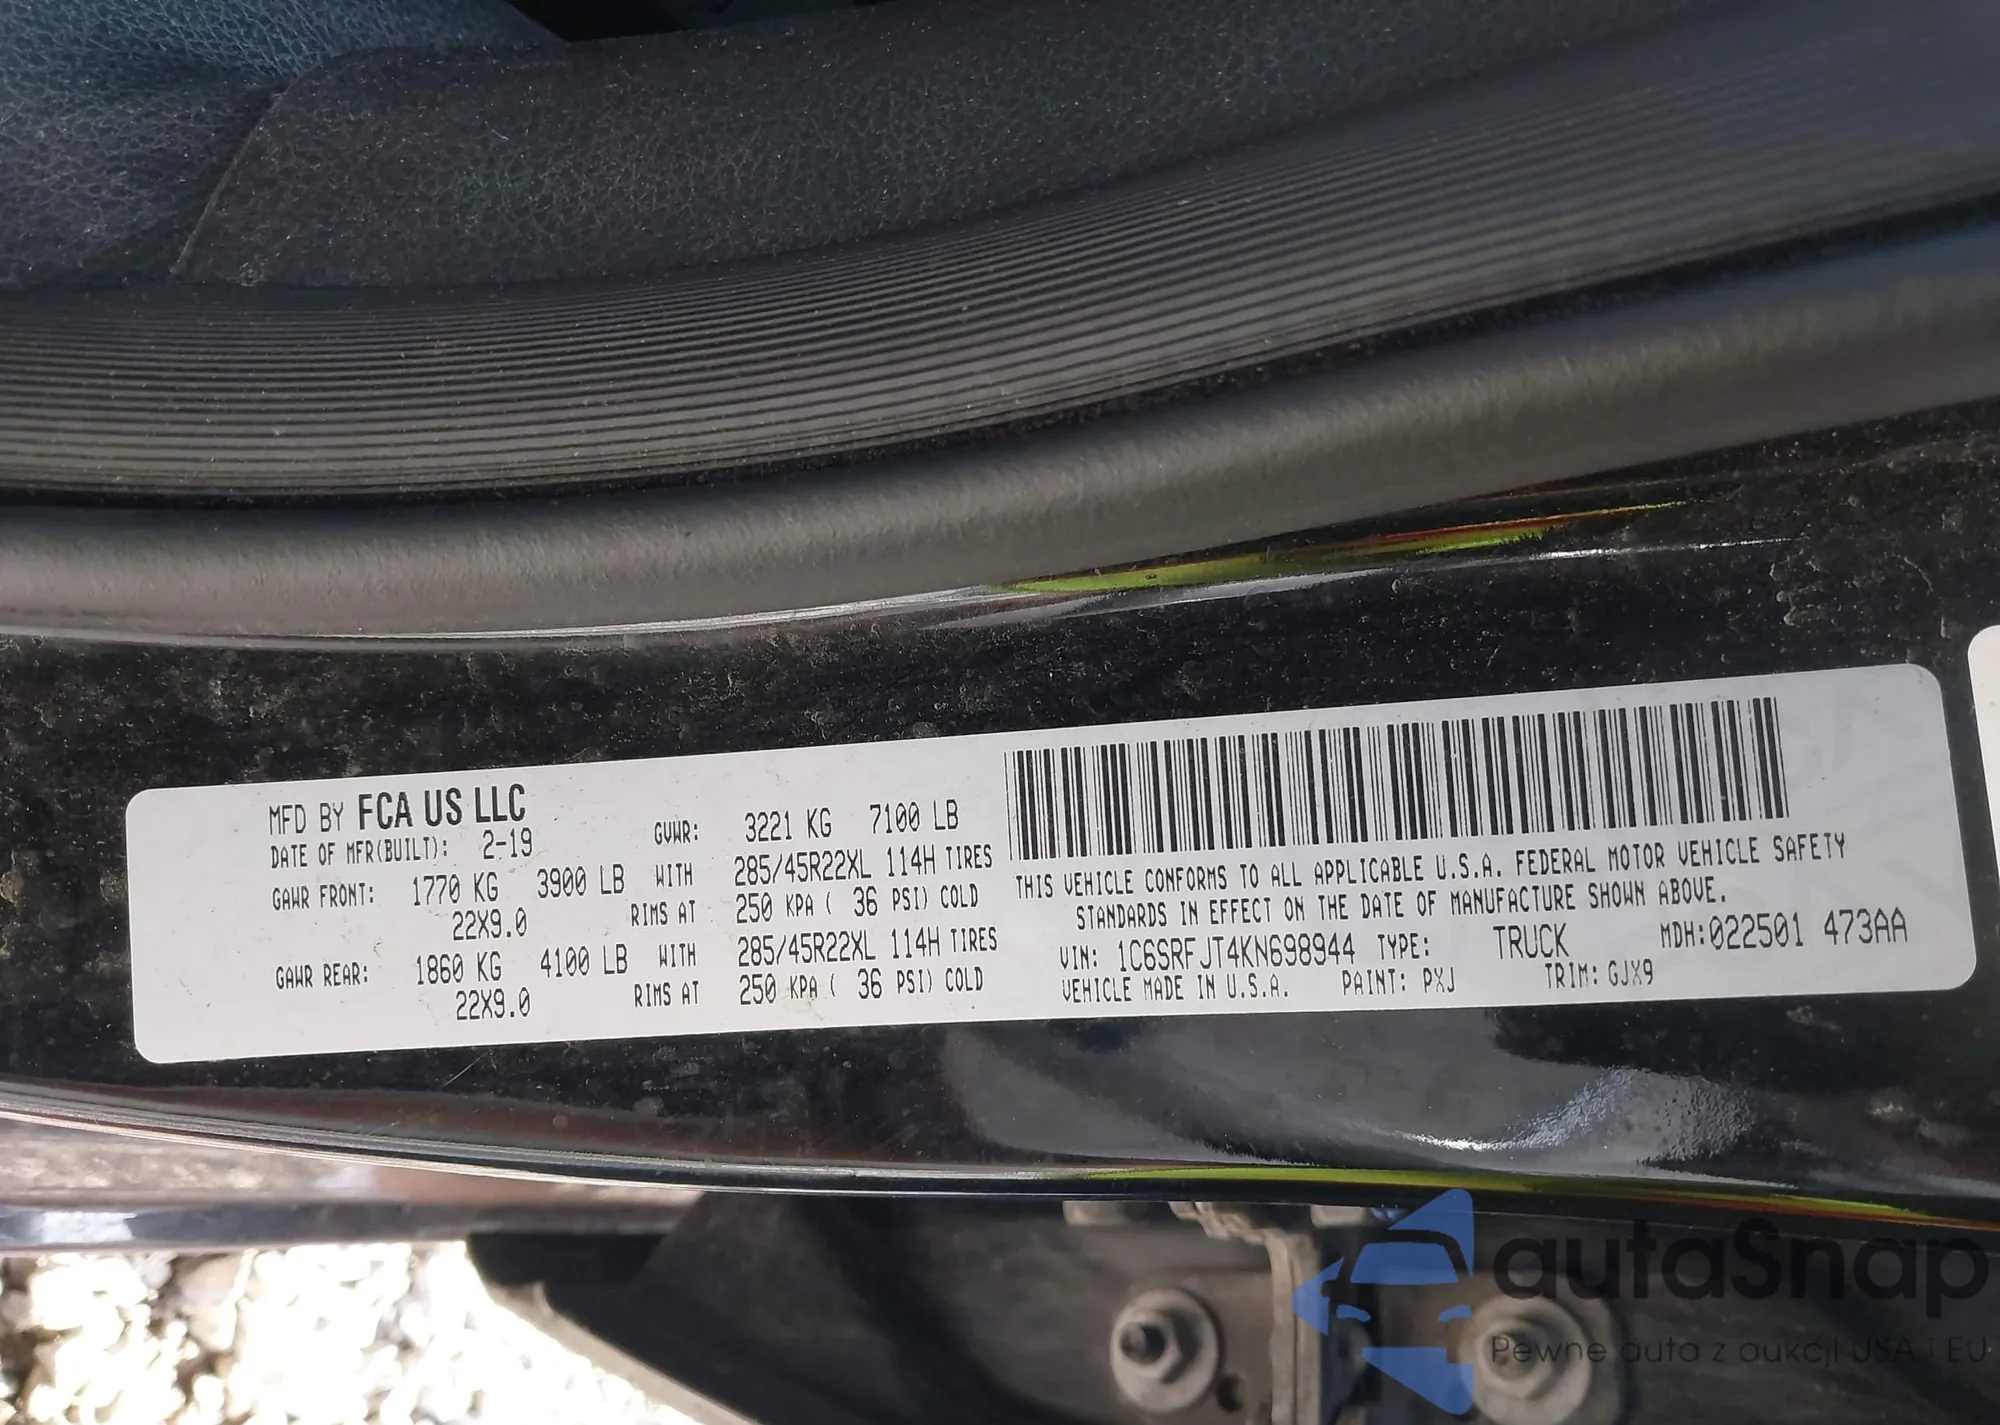 MFD BY FCA US LLC
DATE OF MFR(BUILT): 2-19 GVWR: 3221 KG 7100 LB
GAWR FRONT: 1770 KG 3900 LB WITH 285/45R22XL 114H TIRES
22X9.0 RIMS AT 250 KPA ( 36 PSI) COLD
GAWR REAR: 1860 KG 4100 LB WITH 285/45R22XL 114H TIRES
22X9.0 RIMS AT 250 KPA ( 36 PSI) COLD
THIS VEHICLE CONFORMS TO ALL APPLICABLE U.S.A. FEDERAL MOTOR VEHICLE SAFETY
STANDARDS IN EFFECT ON THE DATE OF MANUFACTURE SHOWN ABOVE.
VIN: 1C6SRFJT4KN698944 TYPE: TRUCK MDH:022501 473AA
VEHICLE MADE IN U.S.A. PAINT: PXJ TRIM: GJX9
autaSnap
Pewne auta z aukcji USA i EU